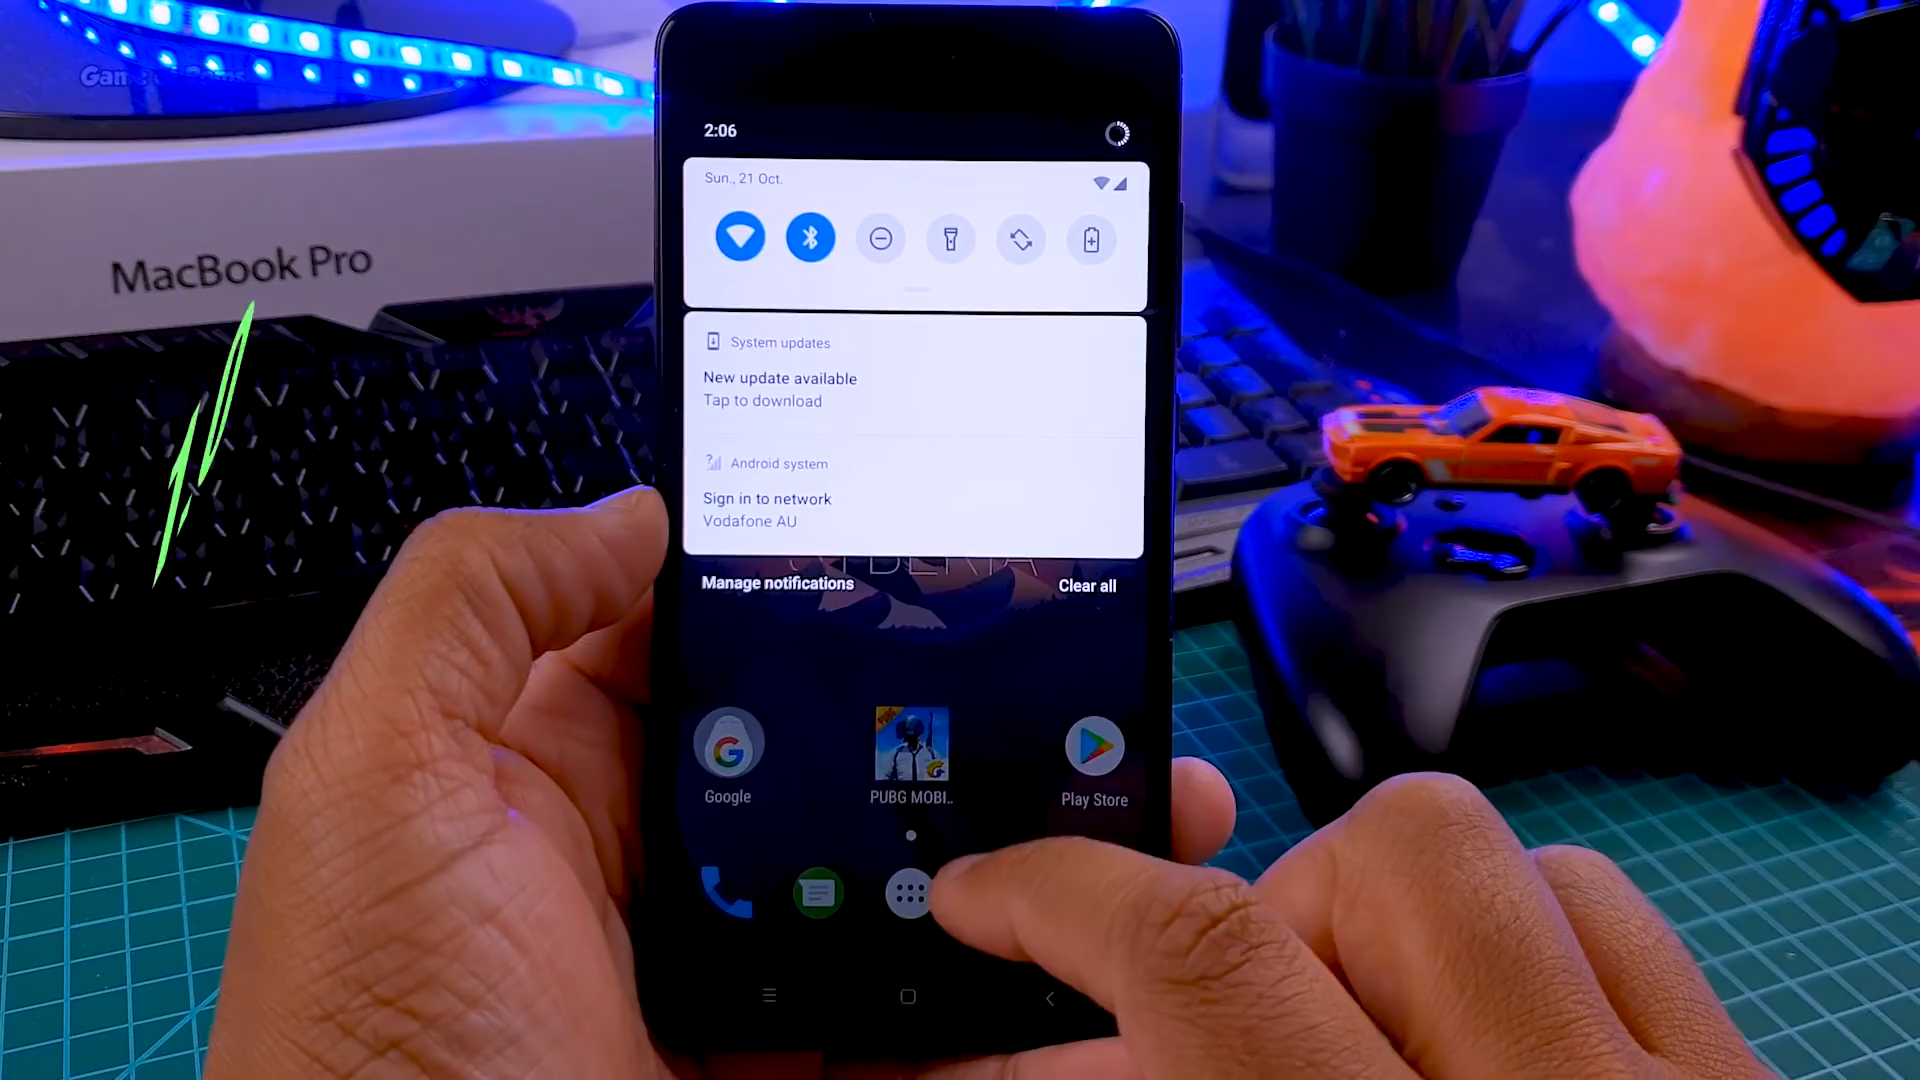 MacBook Pro
2:06
Sun., 21 Oct.
System updates
New update available
Tap to download
Android system
Sign in to network
Vodafone AU
Manage notifications
Clear all
Google
PUBG MOBI..
Play Store